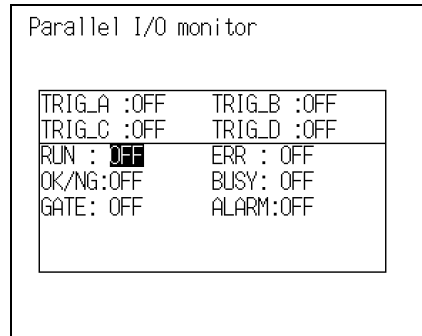 Parallel I/O monitor
TRIG_A :OFF TRIG_B :OFF
TRIG_C :OFF TRIG_D :OFF
RUN : OFF ERR : OFF
OK/NG:OFF BUSY: OFF
GATE: OFF ALARM:OFF